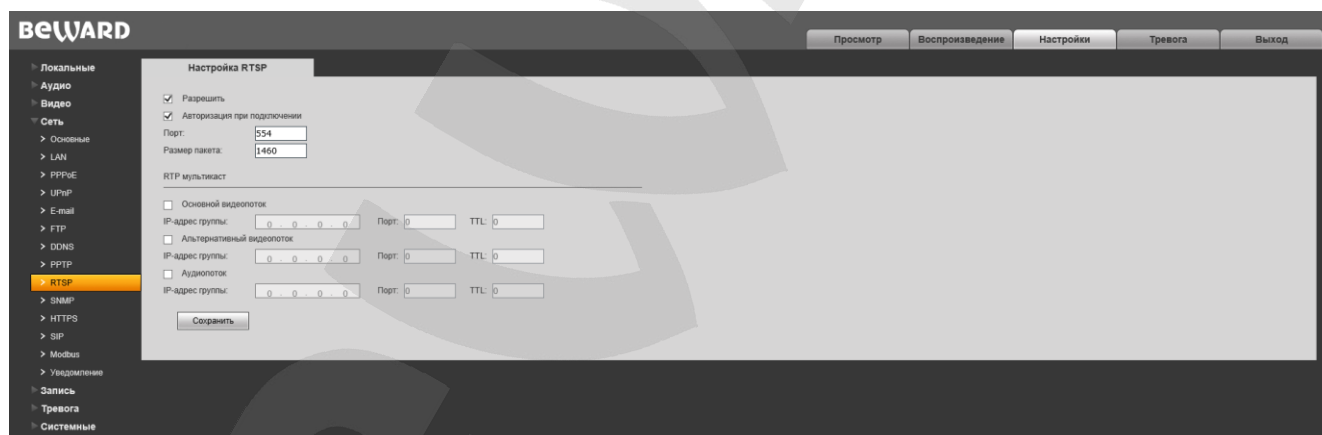 BEWARD
Просмотр Воспроизведение Настройки Тревога Выход
Локальные
Аудио
Видео
Сеть
> Основные
> LAN
> PPPoE
> UPnP
> E-mail
> FTP
> DDNS
> PPTP
> RTSP
> SNMP
> HTTPS
> SIP
> Modbus
> Уведомление
Запись
Тревога
Системные
Настройка RTSP
Разрешить
Авторизация при подключении
Порт: 554
Размер пакета: 1460
RTP мультикаст
Основной видеопоток
IP-адрес группы: 0 . 0 . 0 . 0 Порт: 0 TTL: 0
Альтернативный видеопоток
IP-адрес группы: 0 . 0 . 0 . 0 Порт: 0 TTL: 0
Аудиопоток
IP-адрес группы: 0 . 0 . 0 . 0 Порт: 0 TTL: 0
Сохранить